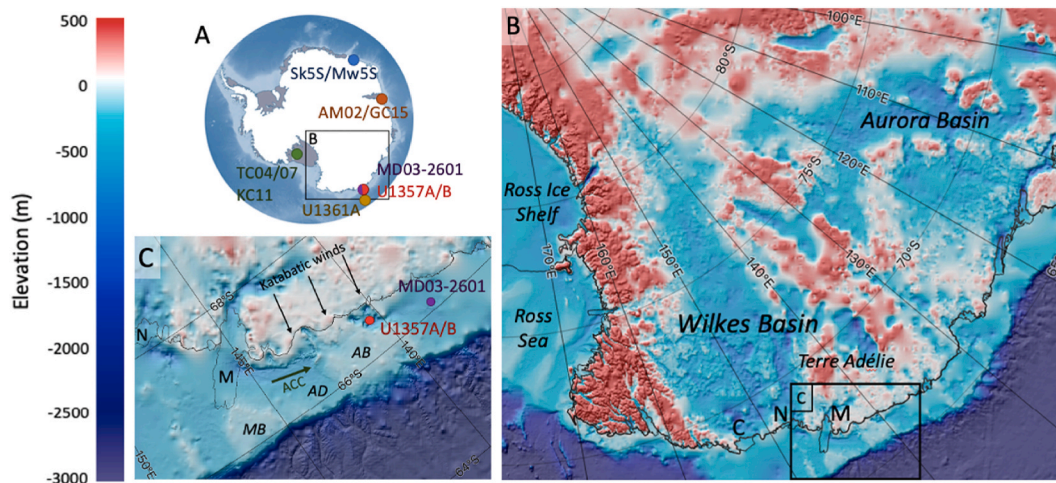 500
0
-500
-1000
-1500
-2000
-2500
-3000
Elevation (m)
A
Sk5S/Mw5S
AM02/GC15
B
TC04/07
KC11
MD03-2601
U1357A/B
U1361A
C
Katabatic winds
68°S
MD03-2601
U1357A/B
N
M
ACC
AB
AD
MB
140°E
66°S
64°S
150°E
B
100°E
80°S
110°E
Aurora Basin
120°E
75°S
Ross Ice
Shelf
170°E
160°E
150°E
140°E
130°E
70°S
Ross
Sea
Wilkes Basin
Terre Adélie
C
C
N
M